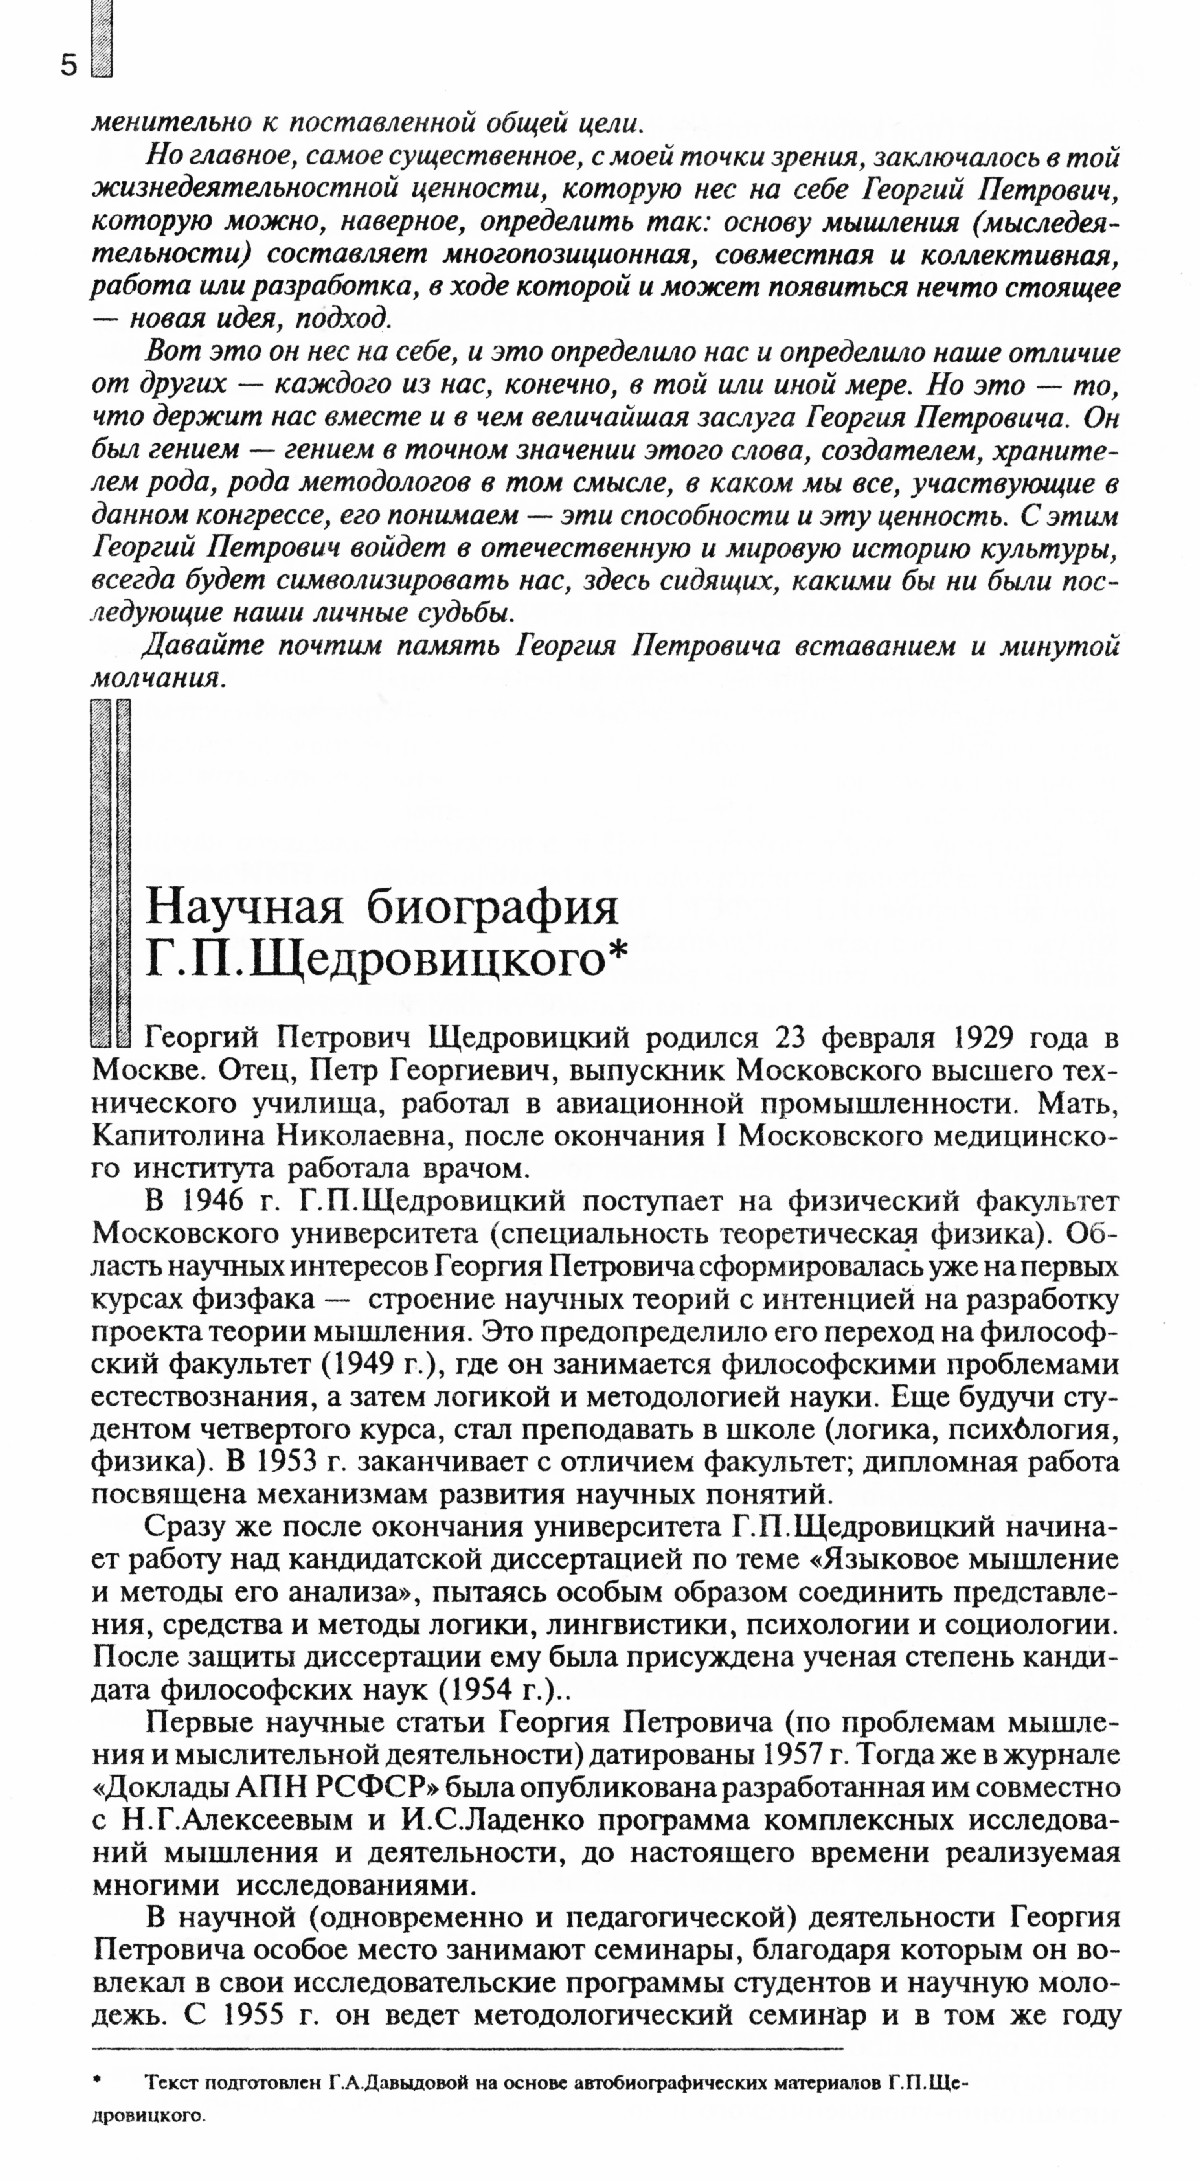 5
менительно к поставленной общей цели.
Но главное, самое существенное, с моей точки зрения, заключалось в той
жизнедеятельностной ценности, которую нес на себе Георгий Петрович,
которую можно, наверное, определить так: основу мышления (мыследея-
тельности) составляет многопозиционная, совместная и коллективная,
работа или разработка, в ходе которой и может появиться нечто стоящее
— новая идея, подход.
Вот это он нес на себе, и это определило нас и определило наше отличие
от других — каждого из нас, конечно, в той или иной мере. Но это — то,
что держит нас вместе и в чем величайшая заслуга Георгия Петровича. Он
был гением — гением в точном значении этого слова, создателем, храните-
лем рода, рода методологов в том смысле, в каком мы все, участвующие в
данном конгрессе, его понимаем — эти способности и эту ценность. С этим
Георгий Петрович войдет в отечественную и мировую историю культуры,
всегда будет символизировать нас, здесь сидящих, какими бы ни были пос-
ледующие наши личные судьбы.
Давайте почтим память Георгия Петровича вставанием и минутой
молчания.
Научная биография
Г.П.Щедровицкого*
Георгий Петрович Щедровицкий родился 23 февраля 1929 года в
Москве. Отец, Петр Георгиевич, выпускник Московского высшего тех-
нического училища, работал в авиационной промышленности. Мать,
Капитолина Николаевна, после окончания I Московского медицинско-
го института работала врачом.
В 1946 г. Г.П.Щедровицкий поступает на физический факультет
Московского университета (специальность теоретическая физика). Об-
ласть научных интересов Георгия Петровича сформировалась уже на первых
курсах физфака — строение научных теорий с интенцией на разработку
проекта теории мышления. Это предопределило его переход на философ-
ский факультет (1949 г.), где он занимается философскими проблемами
естествознания, а затем логикой и методологией науки. Еще будучи сту-
дентом четвертого курса, стал преподавать в школе (логика, психология,
физика). В 1953 г. заканчивает с отличием факультет; дипломная работа
посвящена механизмам развития научных понятий.
Сразу же после окончания университета Г.П.Щедровицкий начина-
ет работу над кандидатской диссертацией по теме «Языковое мышление
и методы его анализа», пытаясь особым образом соединить представле-
ния, средства и методы логики, лингвистики, психологии и социологии.
После защиты диссертации ему была присуждена ученая степень канди-
дата философских наук (1954 г.)..
Первые научные статьи Георгия Петровича (по проблемам мышле-
ния и мыслительной деятельности) датированы 1957 г. Тогда же в журнале
«Доклады АПН РСФСР» была опубликована разработанная им совместно
с Н.Г.Алексеевым и И.С.Ладенко программа комплексных исследова-
ний мышления и деятельности, до настоящего времени реализуемая
многими исследованиями.
В научной (одновременно и педагогической) деятельности Георгия
Петровича особое место занимают семинары, благодаря которым он во-
влекал в свои исследовательские программы студентов и научную моло-
дежь. С 1955 г. он ведет методологический семинар и в том же году
* Текст подготовлен Г.А.Давыдовой на основе автобиографических материалов Г.П.Ще-
дровицкого.